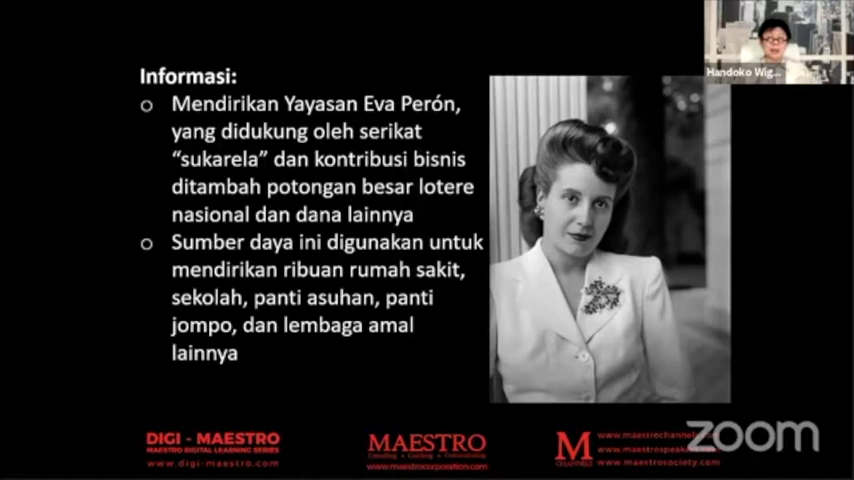 Handoko Wig...
Informasi:
o Mendirikan Yayasan Eva Perón,
yang didukung oleh serikat
“sukarela” dan kontribusi bisnis
ditambah potongan besar lotere
nasional dan dana lainnya
o Sumber daya ini digunakan untuk
mendirikan ribuan rumah sakit,
sekolah, panti asuhan, panti
jompo, dan lembaga amal
lainnya
DIGI - MAESTRO
MAESTRO DIGITAL LEARNING SERIES
www.digi-maestro.com
MAESTRO
www.maestrocorporation.com
M
CHANNELS
www.maestrochannels
www.maestrospeak
www.maestrosociety.com
zoom